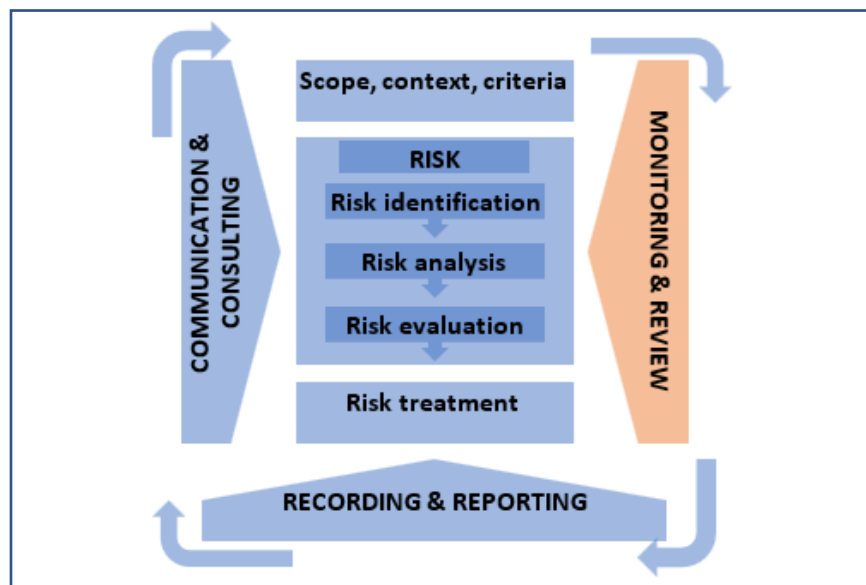 Scope, context, criteria
RISK
Risk identification
Risk analysis
Risk evaluation
Risk treatment
COMMUNICATION &
CONSULTING
MONITORING & REVIEW
RECORDING & REPORTING